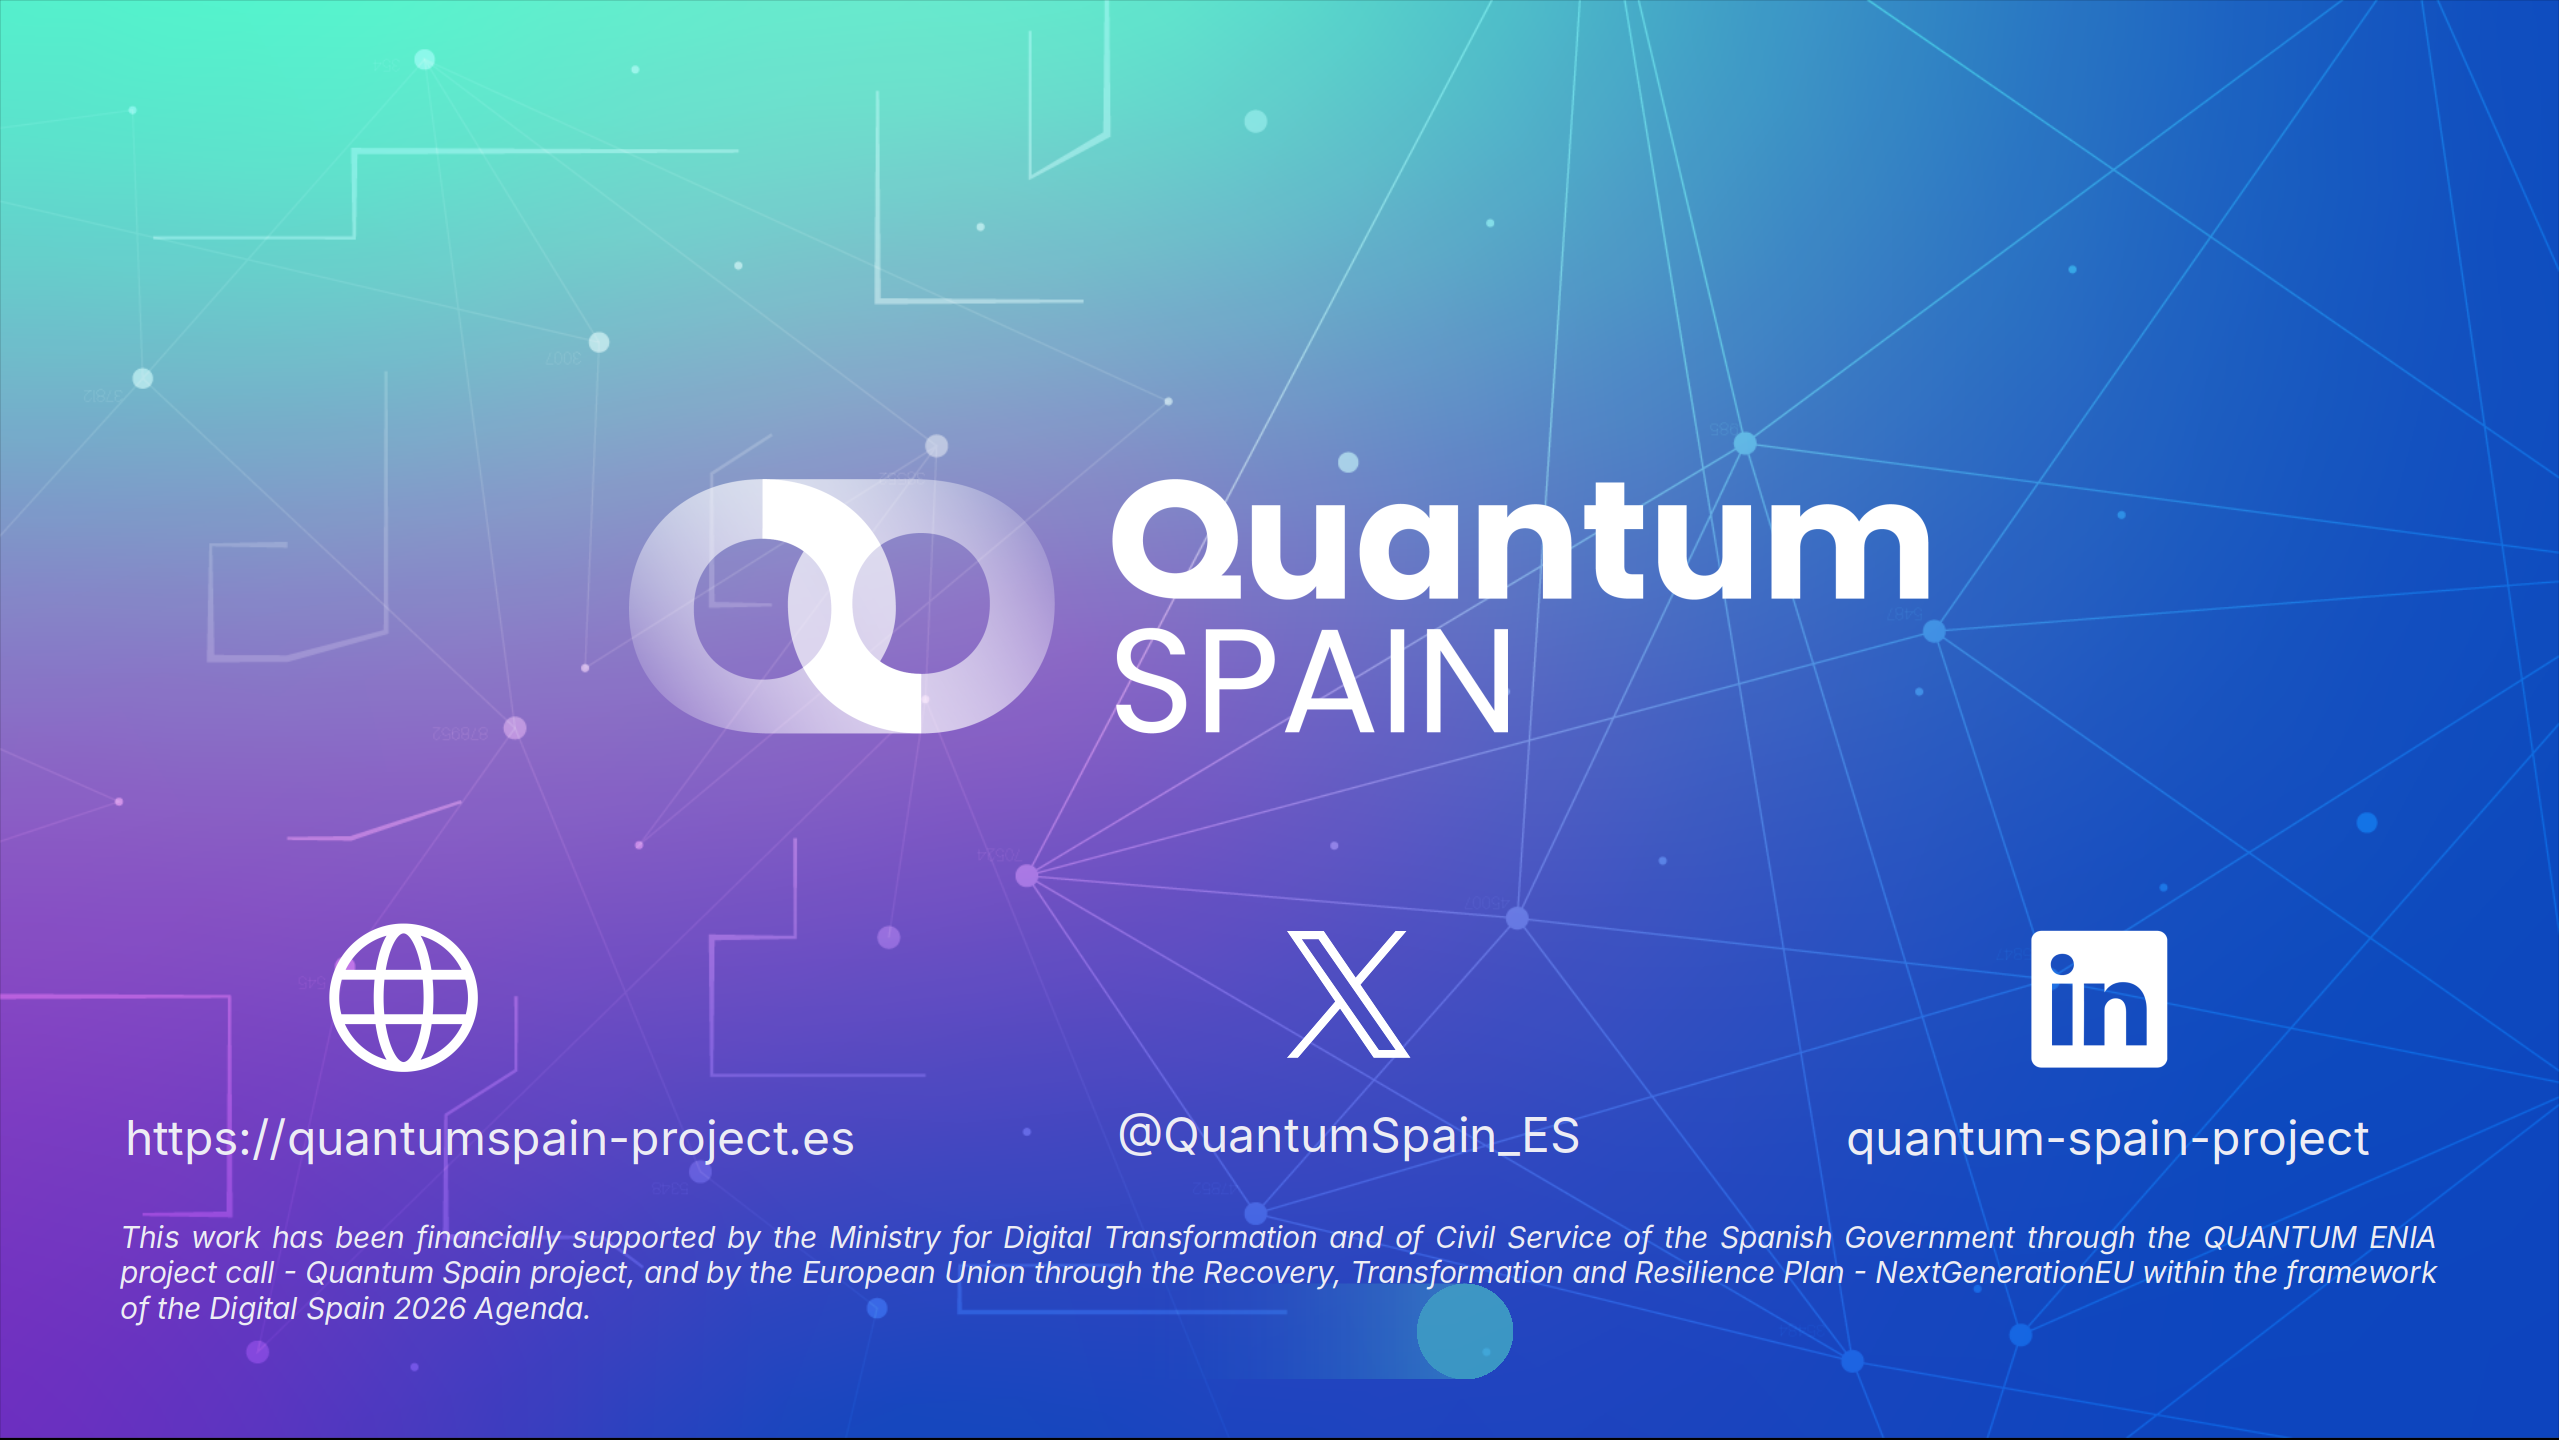 Quantum
SPAIN
in
https://quantumspain-project.es
@QuantumSpain_ES
quantum-spain-project
This work has been financially supported by the Ministry for Digital Transformation and of Civil Service of the Spanish Government through the QUANTUM ENIA
project call - Quantum Spain project, and by the European Union through the Recovery, Transformation and Resilience Plan - NextGenerationEU within the framework
of the Digital Spain 2026 Agenda.